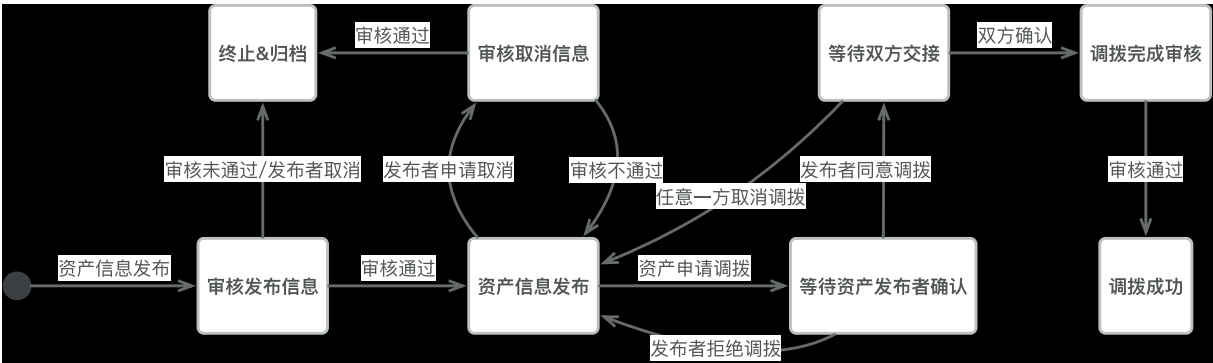 审核通过
双方确认
终止&归档
审核取消信息
等待双方交接
调拨完成审核
审核未通过/发布者取消
发布者申请取消
审核不通过
发布者同意调拨
审核通过
任意一方取消调拨
资产信息发布
审核通过
资产申请调拨
审核发布信息
资产信息发布
等待资产发布者确认
调拨成功
发布者拒绝调拨